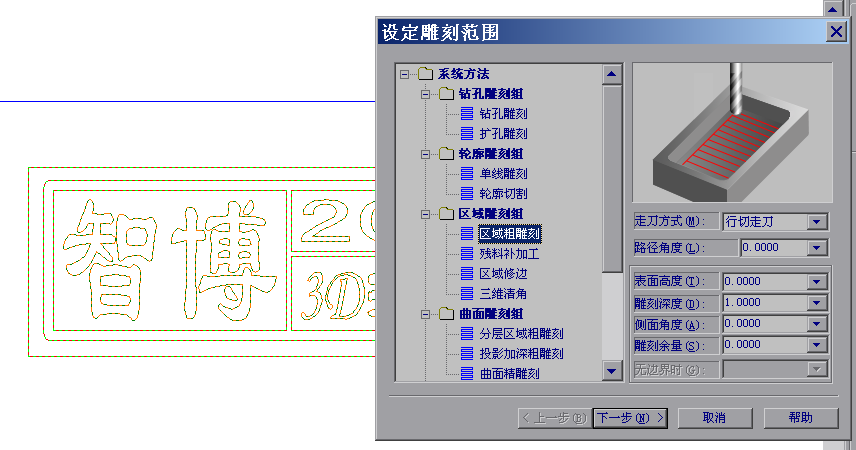 设定雕刻范围
系统方法
钻孔雕刻组
钻孔雕刻
扩孔雕刻
轮廓雕刻组
单线雕刻
轮廓切割
区域雕刻组
区域粗雕刻
残料补加工
区域修边
三维清角
曲面雕刻组
分层区域粗雕刻
投影加深粗雕刻
曲面精雕刻
走刀方式(M): 行切走刀
路径角度(L): 0.0000
表面高度(T): 0.0000
雕刻深度(D): 1.0000
侧面角度(A): 0.0000
雕刻余量(S): 0.0000
无边界时(G):
< 上一步(B) 下一步(N) > 取消 帮助
智博
3D